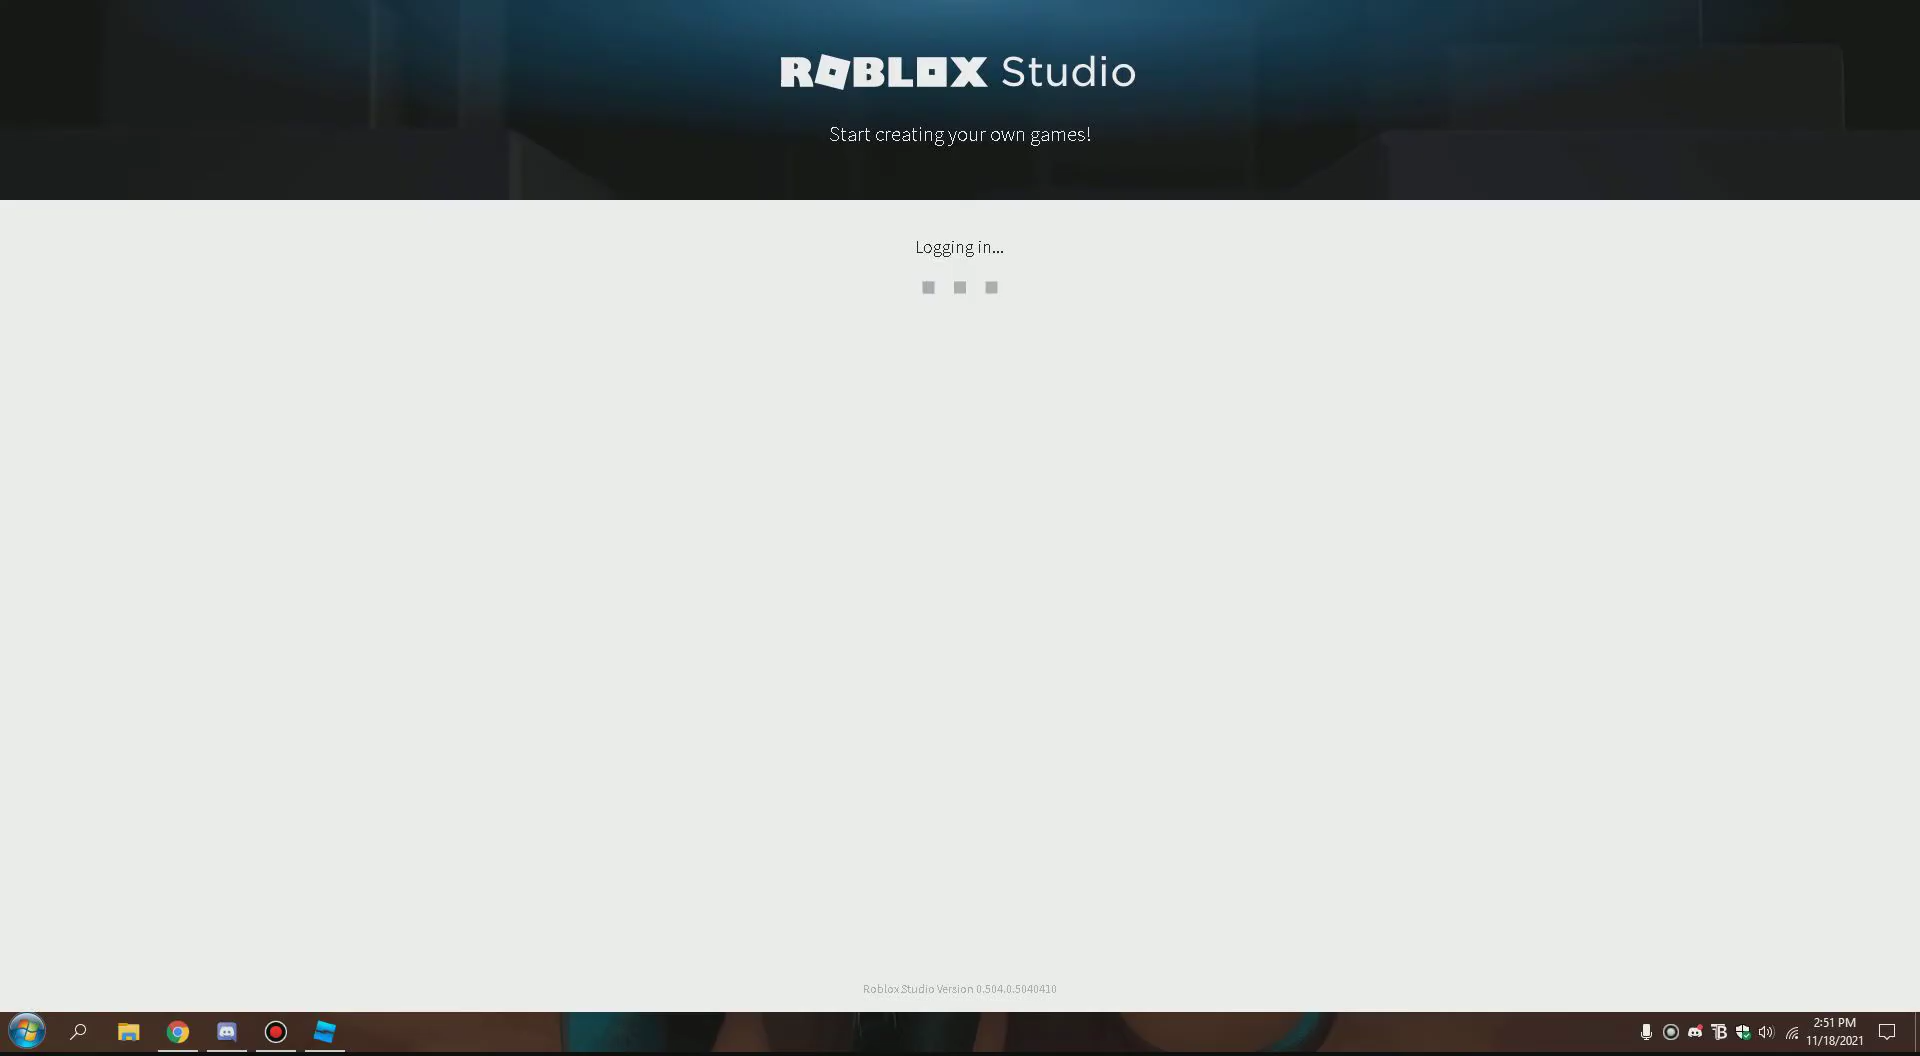 ROBLOX Studio
Start creating your own games!
Logging in...
Roblox Studio Version 0.504.0.5040410
2:51 PM
11/18/2021